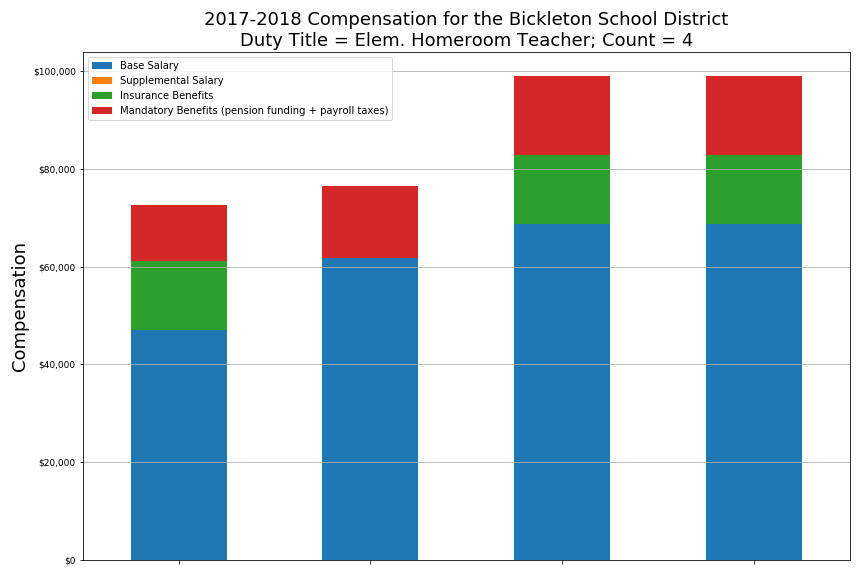 2017-2018 Compensation for the Bickleton School District
Duty Title = Elem. Homeroom Teacher; Count = 4
Base Salary
Supplemental Salary
Insurance Benefits
Mandatory Benefits (pension funding + payroll taxes)
$100,000
$80,000
$60,000
$40,000
$20,000
$0
Compensation